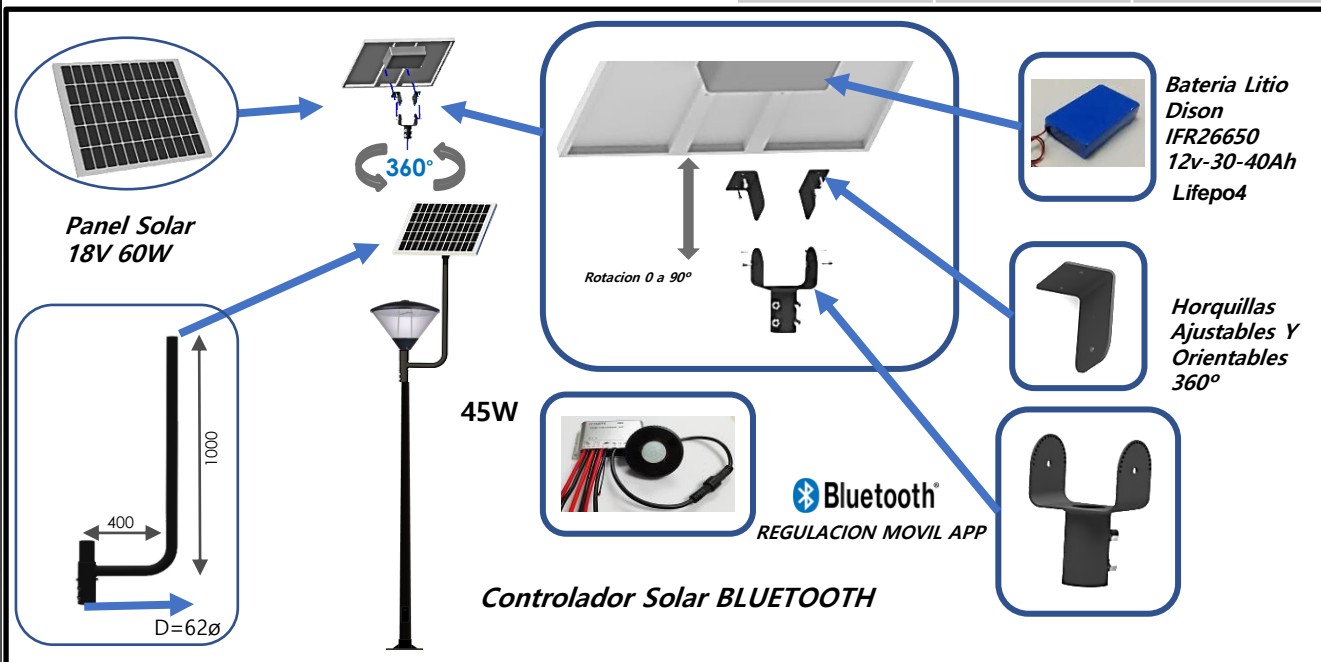 360°
Panel Solar
18V 60W
Rotacion 0 a 90º
Bateria Litio
Dison
IFR26650
12v-30-40Ah
Lifepo4
Horquillas
Ajustables Y
Orientables
360º
1000
400
D=62ø
45W
Bluetooth®
REGULACION MOVIL APP
Controlador Solar BLUETOOTH